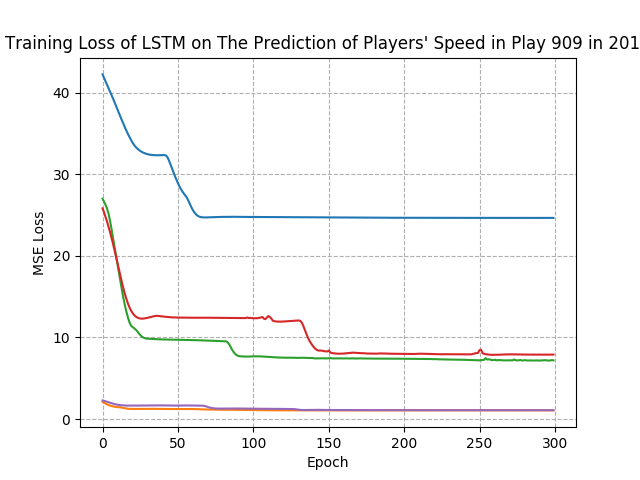 Training Loss of LSTM on The Prediction of Players' Speed in Play 909 in 201
MSE Loss
40
30
20
10
0
0 50 100 150 200 250 300
Epoch